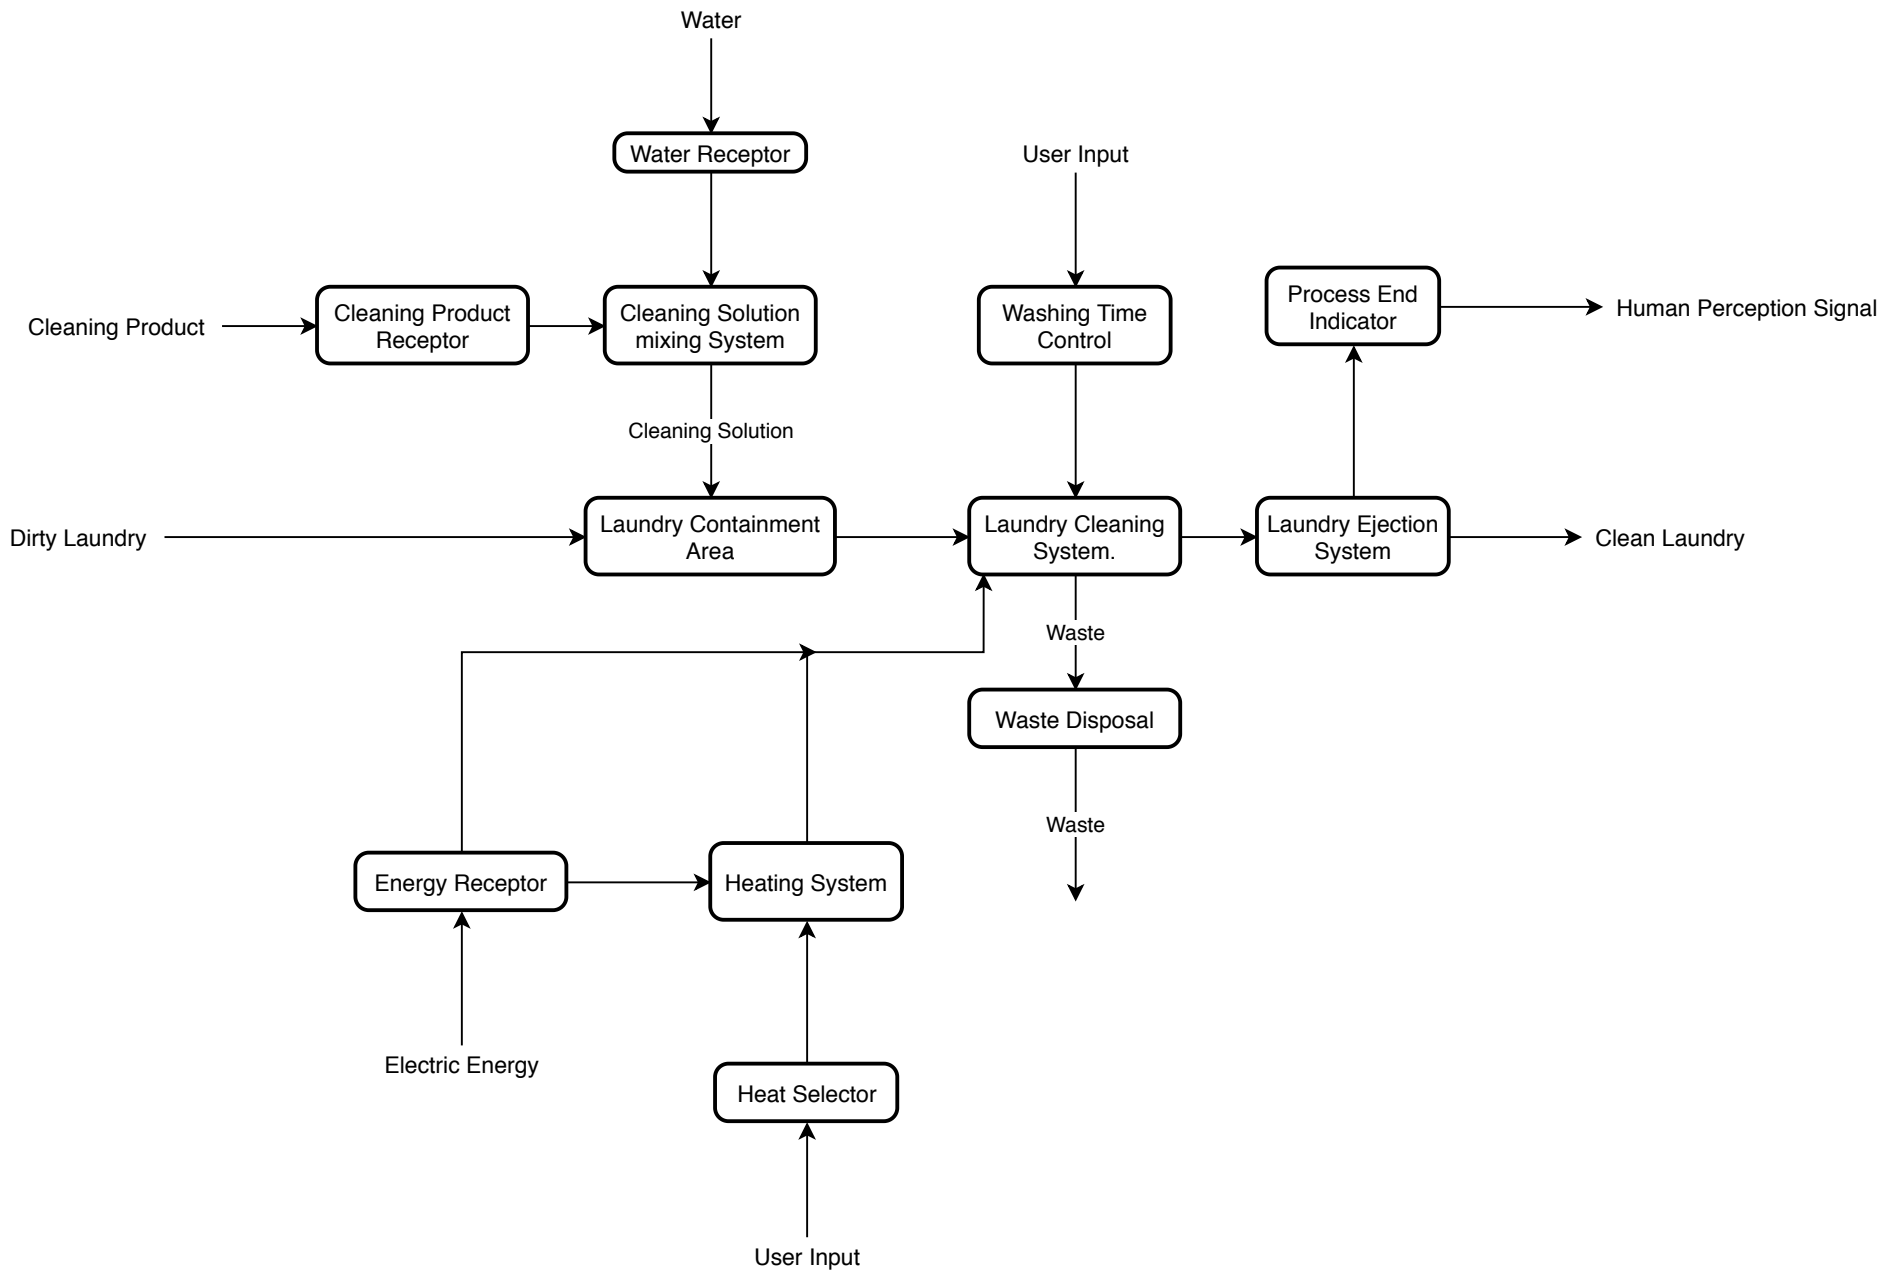 Water
Water Receptor
User Input
Cleaning Product
Cleaning Product
Receptor
Cleaning Solution
mixing System
Washing Time
Control
Process End
Indicator
Human Perception Signal
Cleaning Solution
Dirty Laundry
Laundry Containment
Area
Laundry Cleaning
System.
Laundry Ejection
System
Clean Laundry
Waste
Waste Disposal
Waste
Energy Receptor
Heating System
Electric Energy
Heat Selector
User Input